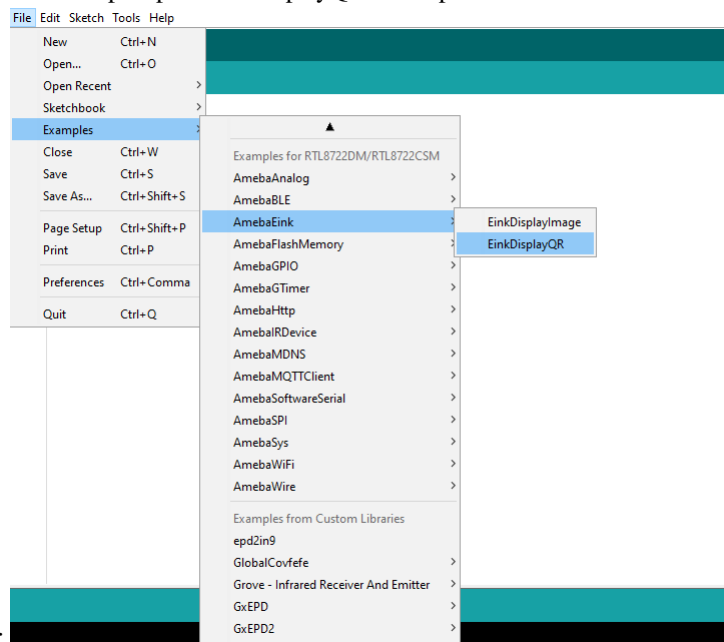 File Edit Sketch Tools Help
New Ctrl+N
Open... Ctrl+O
Open Recent
Sketchbook
Examples
Close Ctrl+W
Save Ctrl+S
Save As... Ctrl+Shift+S
Page Setup Ctrl+Shift+P
Print Ctrl+P
Preferences Ctrl+Comma
Quit Ctrl+Q
Examples for RTL8722DM/RTL8722CSM
AmebaAnalog
AmebaBLE
AmebaEink
AmebaFlashMemory
AmebaGPIO
AmebaGTimer
AmebaHttp
AmebaIRDevice
AmebaMDNS
AmebaMQTTClient
AmebaSoftwareSerial
AmebaSPI
AmebaSys
AmebaWiFi
AmebaWire
Examples from Custom Libraries
epd2in9
GlobalCovfefe
Grove - Infrared Receiver And Emitter
GxEPD
GxEPD2
EinkDisplayImage
EinkDisplayQR